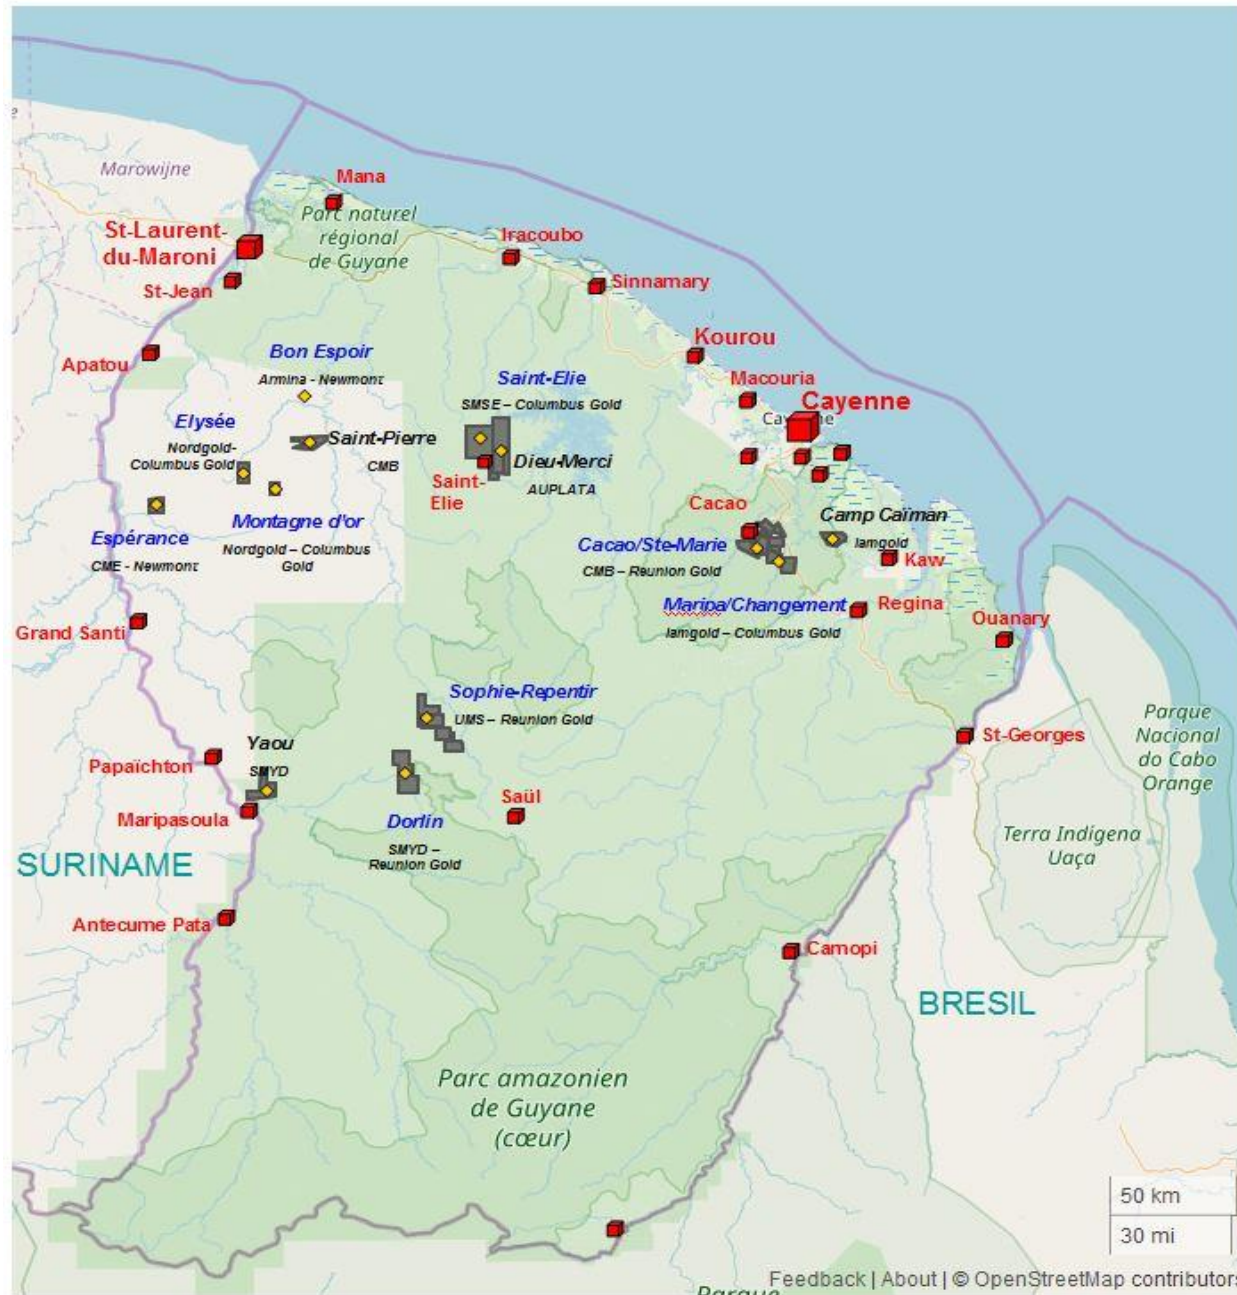 Marowijne
Mana
Parc naturel
régional
de Guyane
St-Laurent-
du-Maroni
St-Jean
Iracoubo
Sinnamary
Apatou
Bon Espoir
Armina - Newmont
Kourou
Saint-Elie
SMSE – Columbus Gold
Macouria
Cayenne
Elysée
Nordgold-
Columbus Gold
Saint-Pierre
CMB
Dieu-Merci
AUPLATA
Saint-
Elie
Cacao
Camp Caïman
Iamgold
Montagne d'or
Nordgold – Columbus
Gold
Espérance
CME - Newmont
Cacao/Ste-Marie
CMB – Reunion Gold
Kaw
Maripa/Changement
Iamgold – Columbus Gold
Regina
Ouanary
Grand Santi
Sophie-Repentir
UMS – Reunion Gold
Parque
Nacional
do Cabo
Orange
St-Georges
Yaou
SMYD
Papaïchton
Maripasoula
Saül
Dorlin
SMYD –
Reunion Gold
Terra Indígena
Uaça
SURINAME
Antecume Pata
Camopi
BRESIL
Parc amazonien
de Guyane
(cœur)
50 km
30 mi
Feedback | About | © OpenStreetMap contributors